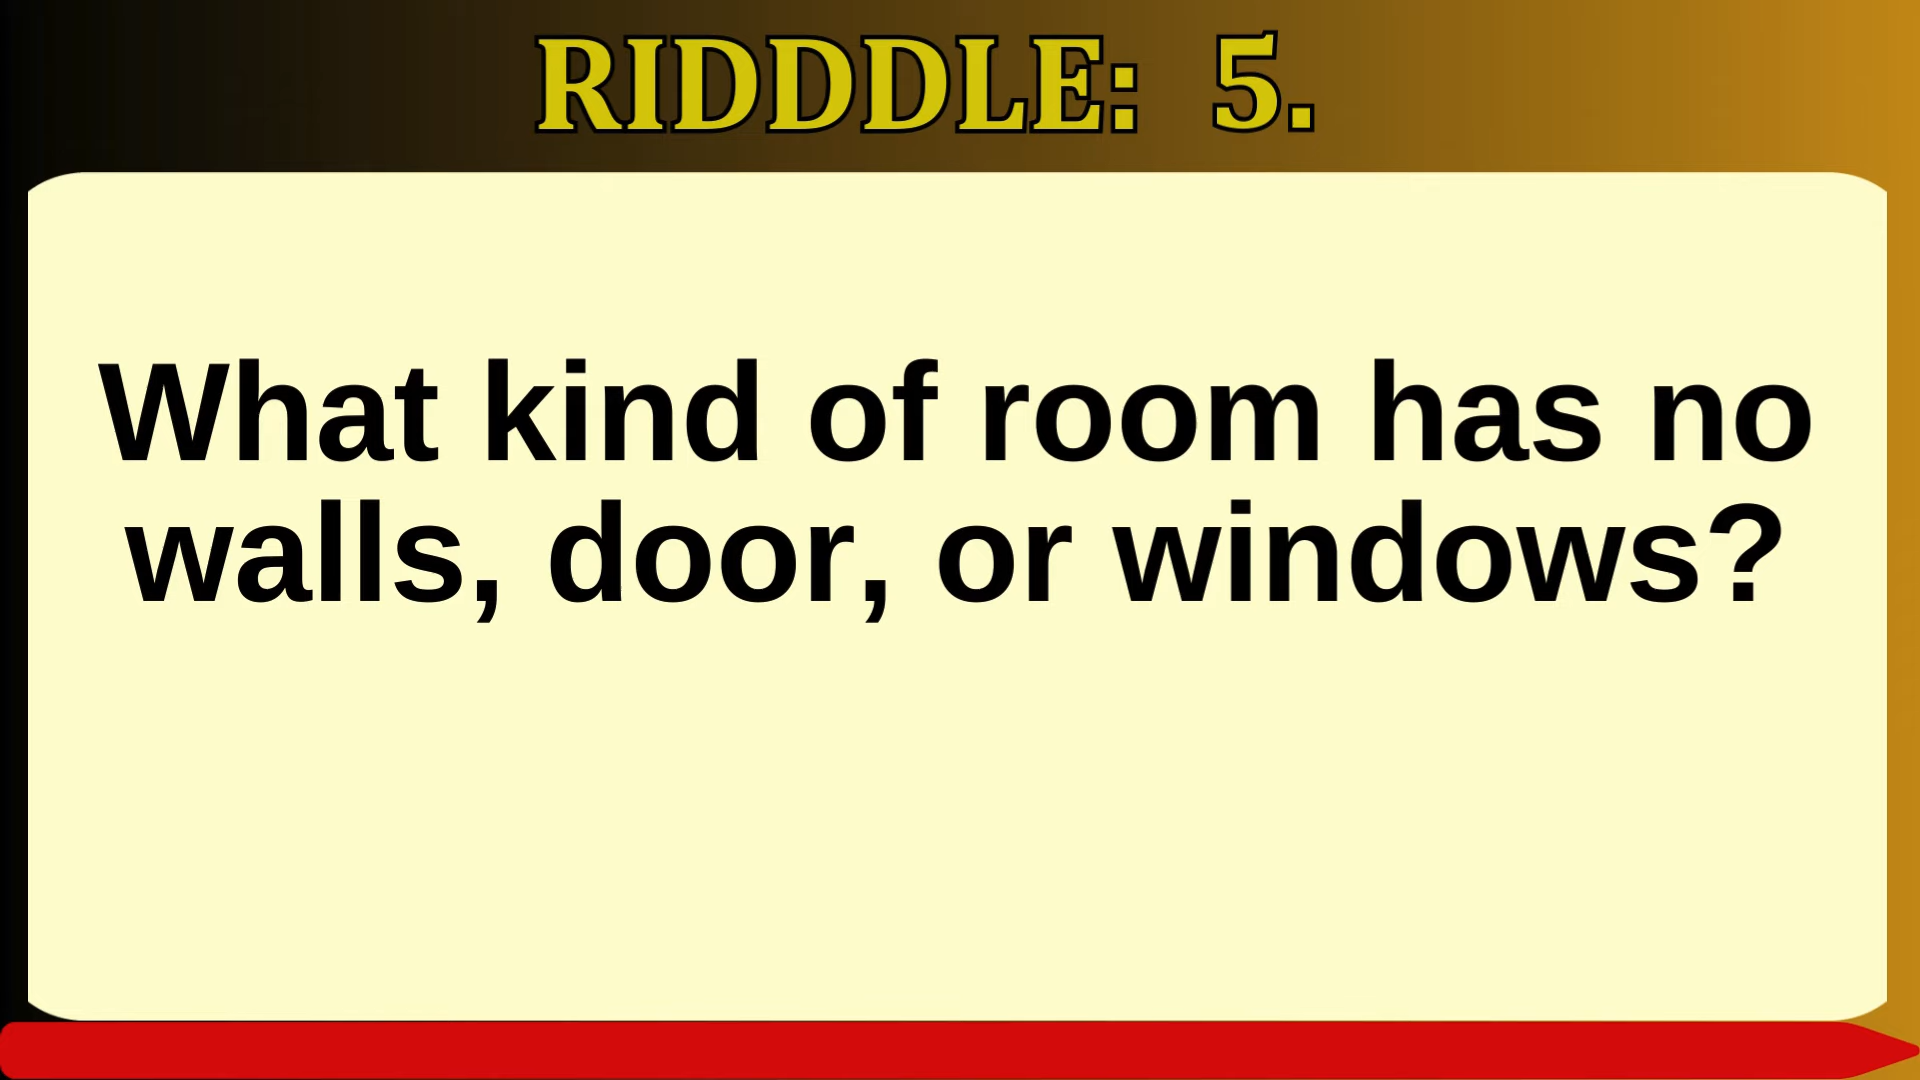 RIDDDLE: 5.
What kind of room has no
walls, door, or windows?